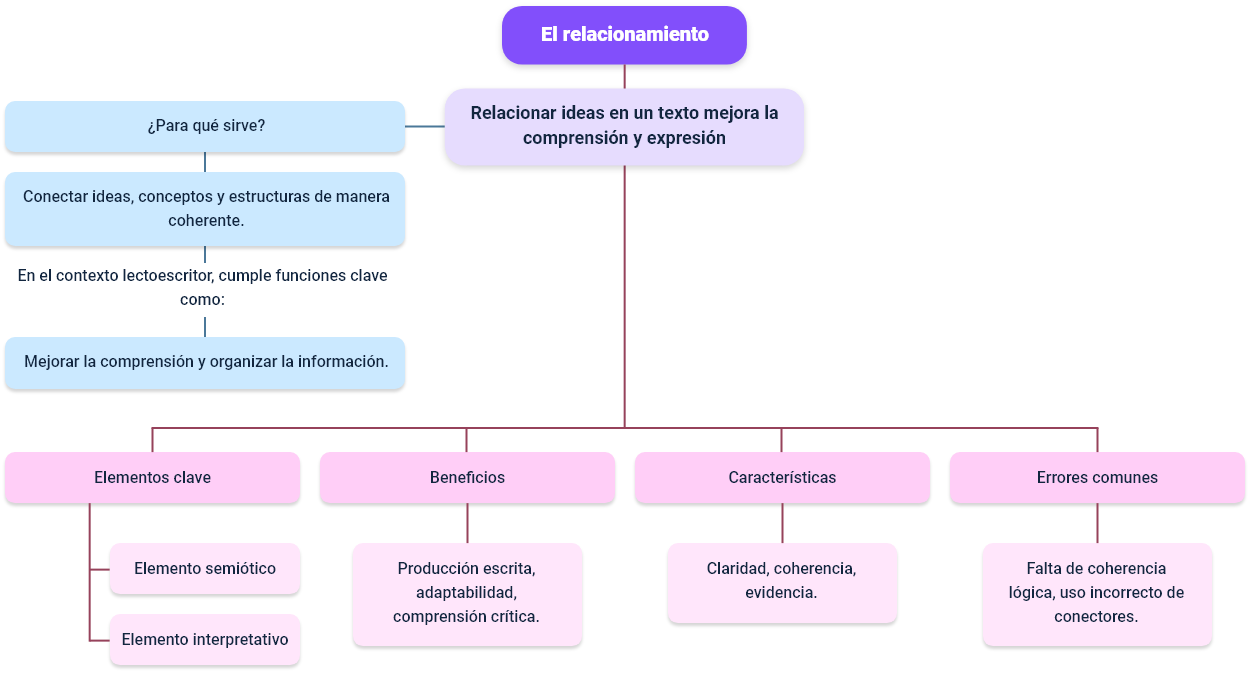 El relacionamiento
Relacionar ideas en un texto mejora la
comprensión y expresión
¿Para qué sirve?
Conectar ideas, conceptos y estructuras de manera
coherente.
En el contexto lectoescritor, cumple funciones clave
como:
Mejorar la comprensión y organizar la información.
Elementos clave
Elemento semiótico
Elemento interpretativo
Beneficios
Producción escrita,
adaptabilidad,
comprensión crítica.
Características
Claridad, coherencia,
evidencia.
Errores comunes
Falta de coherencia
lógica, uso incorrecto de
conectores.